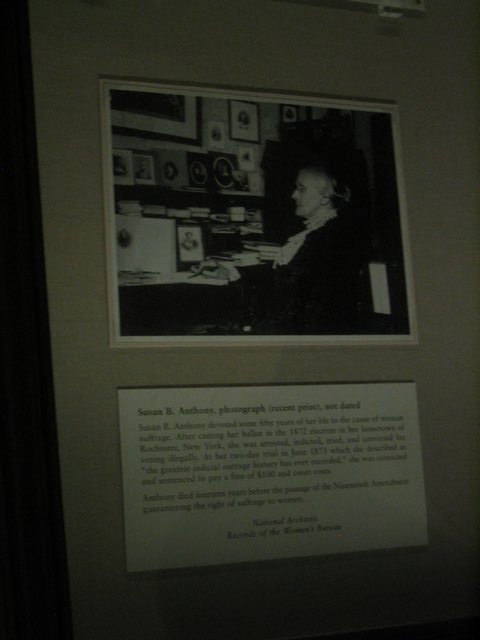 Susan B. Anthony, photograph (recent print), not dated
Susan B. Anthony devoted some fifty years of her life to the cause of woman
suffrage. After casting her ballot in the 1872 election in her hometown of
Rochester, New York, she was arrested, indicted, tried, and convicted for
voting illegally. At her two-day trial in June 1873 which she described as
"the greatest judicial outrage history has ever recorded," she was convicted
and sentenced to pay a fine of $100 and court costs.
Anthony died fourteen years before the passage of the Nineteenth Amendment
guaranteeing the right of suffrage to women.
National Archives
Records of the Women's Bureau